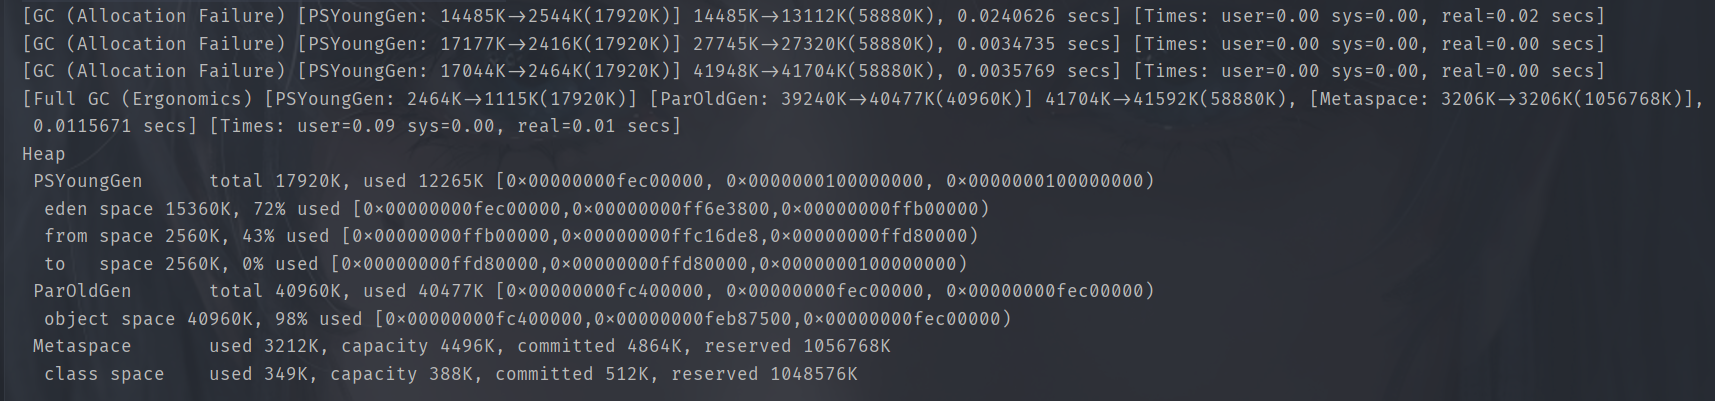 [GC (Allocation Failure) [PSYoungGen: 14485K->2544K(17920K)] 14485K->13112K(58880K), 0.0240626 secs] [Times: user=0.00 sys=0.00, real=0.02 secs]
[GC (Allocation Failure) [PSYoungGen: 17177K->2416K(17920K)] 27745K->27320K(58880K), 0.0034735 secs] [Times: user=0.00 sys=0.00, real=0.00 secs]
[GC (Allocation Failure) [PSYoungGen: 17044K->2464K(17920K)] 41948K->41704K(58880K), 0.0035769 secs] [Times: user=0.00 sys=0.00, real=0.00 secs]
[Full GC (Ergonomics) [PSYoungGen: 2464K->1115K(17920K)] [ParOldGen: 39240K->40477K(40960K)] 41704K->41592K(58880K), [Metaspace: 3206K->3206K(1056768K)],
 0.0115671 secs] [Times: user=0.09 sys=0.00, real=0.01 secs]
Heap
 PSYoungGen      total 17920K, used 12265K [0x00000000fec00000, 0x0000000100000000, 0x0000000100000000)
  eden space 15360K, 72% used [0x00000000fec00000,0x00000000ff6e3800,0x00000000ffb00000)
  from space 2560K, 43% used [0x00000000ffb00000,0x00000000ffc16de8,0x00000000ffd80000)
  to   space 2560K, 0% used [0x00000000ffd80000,0x00000000ffd80000,0x0000000100000000)
 ParOldGen       total 40960K, used 40477K [0x00000000fc400000, 0x00000000fec00000, 0x00000000fec00000)
  object space 40960K, 98% used [0x00000000fc400000,0x00000000feb87500,0x00000000fec00000)
 Metaspace       used 3212K, capacity 4496K, committed 4864K, reserved 1056768K
  class space    used 349K, capacity 388K, committed 512K, reserved 1048576K